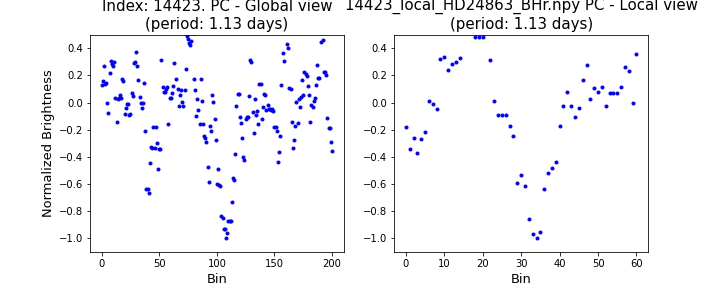 Index: 14423. PC - Global view
(period: 1.13 days)
14423_local_HD24863_BHr.npy PC - Local view
(period: 1.13 days)
Normalized Brightness
0.4
0.2
0.0
−0.2
−0.4
−0.6
−0.8
−1.0
0 50 100 150 200
Bin
0.4
0.2
0.0
−0.2
−0.4
−0.6
−0.8
−1.0
0 10 20 30 40 50 60
Bin